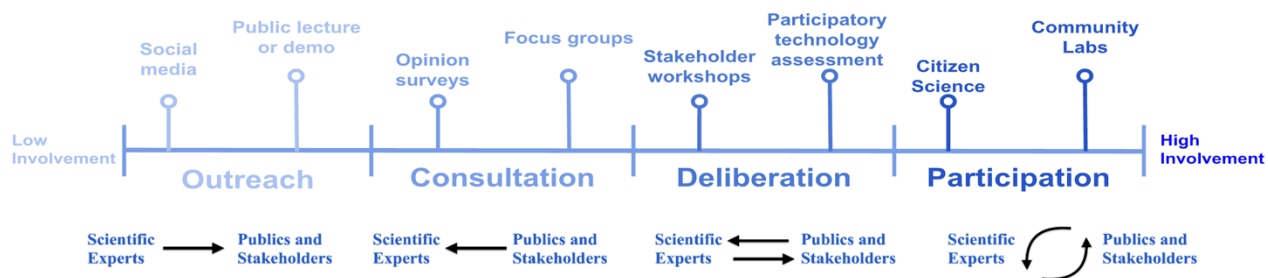 Social
media
Public lecture
or demo
Opinion
surveys
Focus groups
Stakeholder
workshops
Participatory
technology
assessment
Citizen
Science
Community
Labs
Low
Involvement
High
Involvement
Outreach
Consultation
Deliberation
Participation
Scientific
Experts
Publics and
Stakeholders
Scientific
Experts
Publics and
Stakeholders
Scientific
Experts
Publics and
Stakeholders
Scientific
Experts
Publics and
Stakeholders